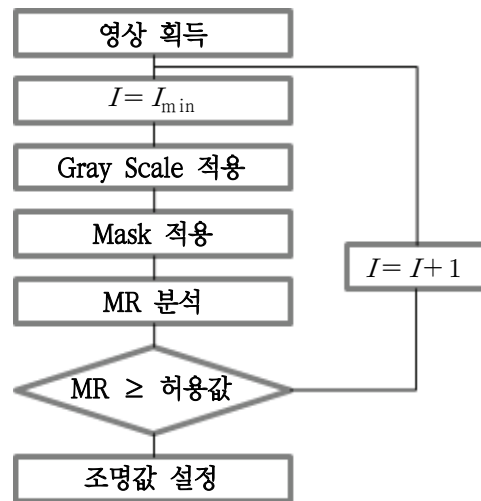 영상 획득
I = I_min
Gray Scale 적용
Mask 적용
I = I + 1
MR 분석
MR ≥ 허용값
조명값 설정